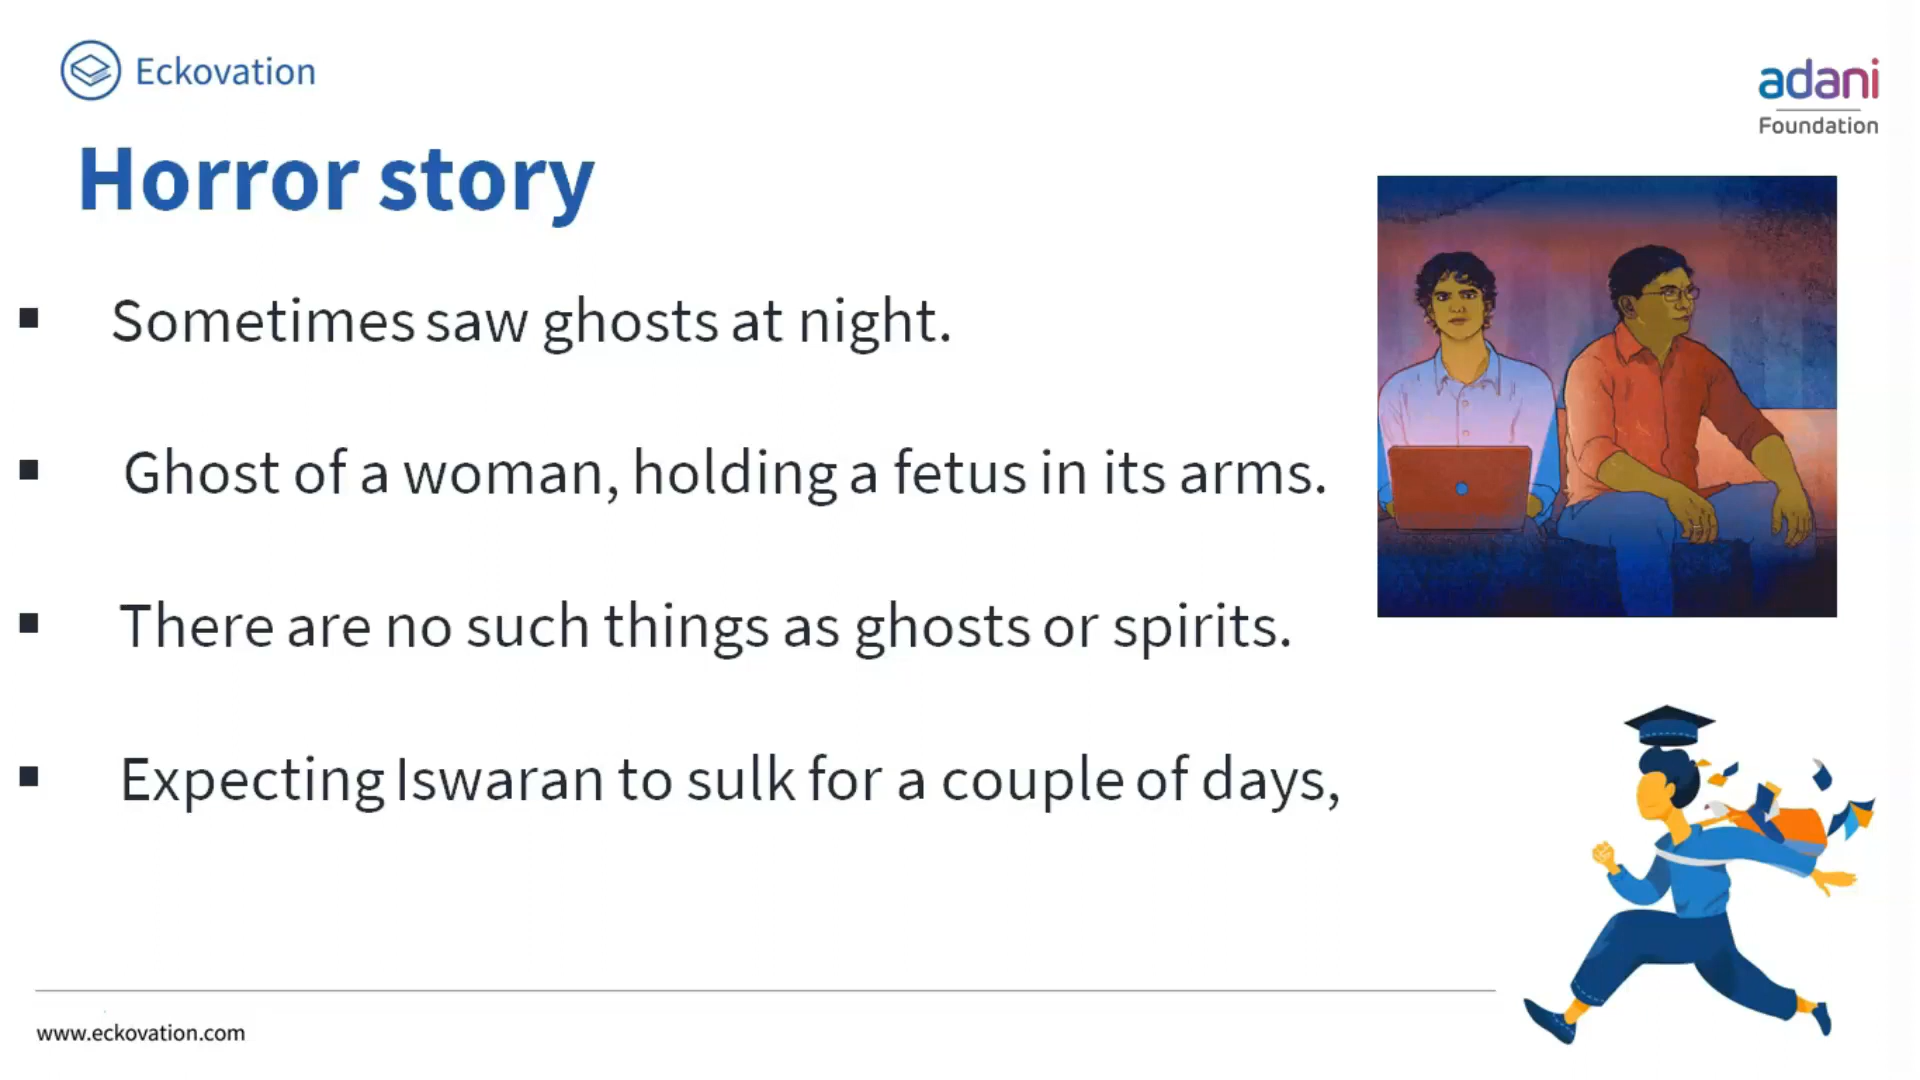 Eckovation
adani
Foundation
Horror story
▪ Sometimes saw ghosts at night.
▪ Ghost of a woman, holding a fetus in its arms.
▪ There are no such things as ghosts or spirits.
▪ Expecting Iswaran to sulk for a couple of days,
www.eckovation.com